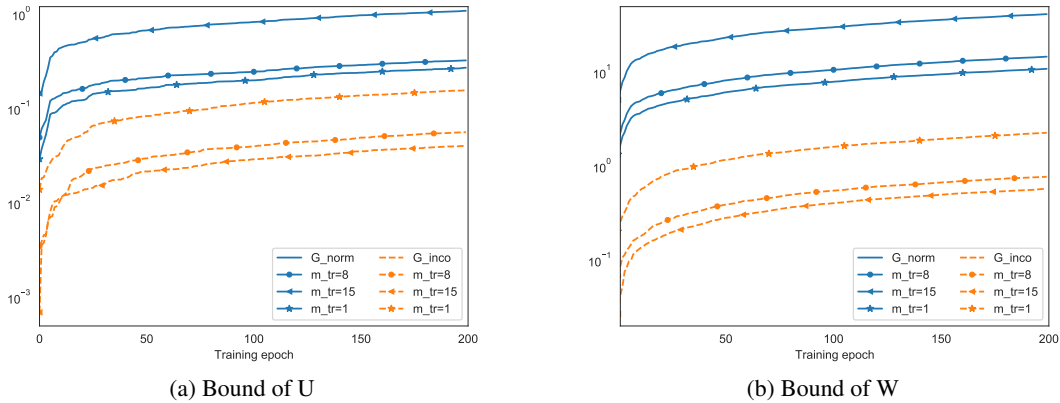 10^0
10^{-1}
10^{-2}
10^{-3}
G_norm G_inco
m_tr=8 m_tr=8
m_tr=15 m_tr=15
m_tr=1 m_tr=1
0 50 100 150 200
Training epoch
(a) Bound of U
10^1
10^0
10^{-1}
G_norm G_inco
m_tr=8 m_tr=8
m_tr=15 m_tr=15
m_tr=1 m_tr=1
50 100 150 200
Training epoch
(b) Bound of W